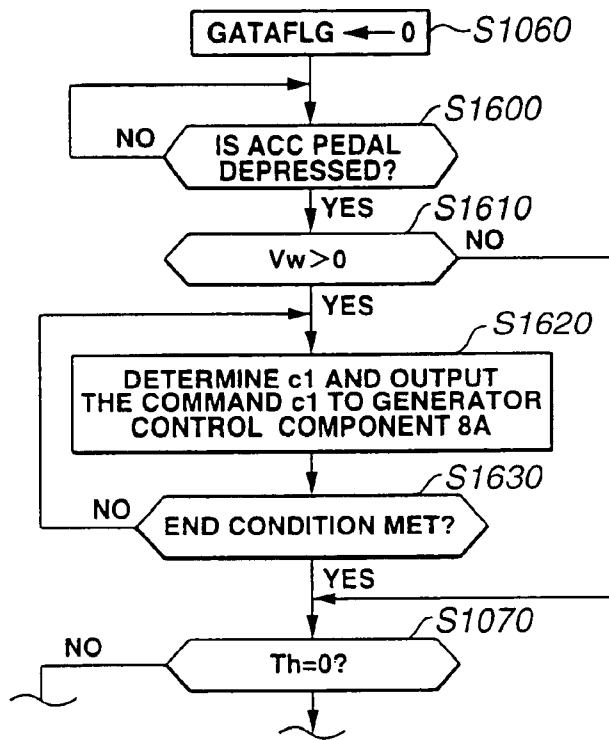 GATAFLG ← 0
S1060
S1600
NO
IS ACC PEDAL
DEPRESSED?
YES
S1610
Vw>0
NO
YES
S1620
DETERMINE c1 AND OUTPUT
THE COMMAND c1 TO GENERATOR
CONTROL COMPONENT 8A
S1630
NO
END CONDITION MET?
YES
S1070
NO
Th=0?